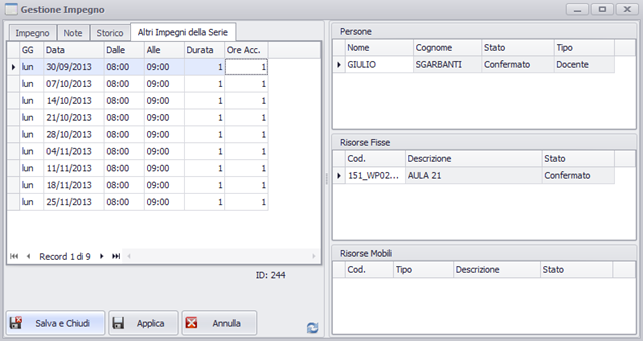 Gestione Impegno
Impegno Note Storico Altri Impegni della Serie
GG Data Dalle Alle Durata Ore Acc.
lun 30/09/2013 08:00 09:00 1 1
lun 07/10/2013 08:00 09:00 1 1
lun 14/10/2013 08:00 09:00 1 1
lun 21/10/2013 08:00 09:00 1 1
lun 28/10/2013 08:00 09:00 1 1
lun 04/11/2013 08:00 09:00 1 1
lun 11/11/2013 08:00 09:00 1 1
lun 18/11/2013 08:00 09:00 1 1
lun 25/11/2013 08:00 09:00 1 1
Record 1 di 9
ID: 244
Salva e Chiudi Applica Annulla
Persone
Nome Cognome Stato Tipo
GIULIO SGARBANTI Confermato Docente
Risorse Fisse
Cod. Descrizione Stato
151_WP02... AULA 21 Confermato
Risorse Mobili
Cod. Tipo Descrizione Stato